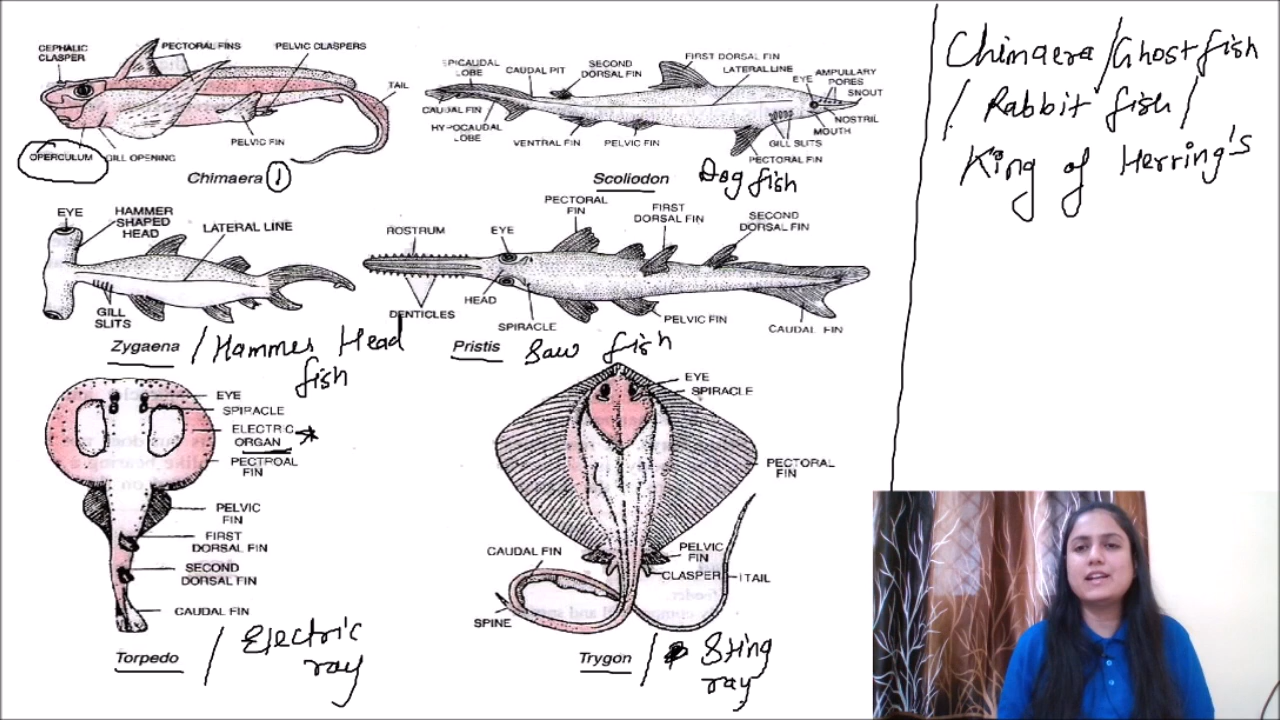 CEPHALIC
CLASPER
PECTORAL FINS
PELVIC CLASPERS
TAIL
OPERCULUM
GILL OPENING
PELVIC FIN
Chimaera 1
EPICAUDAL
LOBE
CAUDAL PIT
SECOND
DORSAL FIN
FIRST DORSAL FIN
LATERAL LINE
EYE
AMPULLARY
PORES
SNOUT
CAUDAL FIN
HYPOCAUDAL
LOBE
VENTRAL FIN
PELVIC FIN
GILL SLITS
NOSTRIL
MOUTH
PECTORAL FIN
Scoliodon Dog fish
EYE
HAMMER
SHAPED
HEAD
LATERAL LINE
GILL
SLITS
Zygaena / Hammer Head
fish
ROSTRUM
EYE
PECTORAL
FIN
FIRST
DORSAL FIN
SECOND
DORSAL FIN
DENTICLES
HEAD
SPIRACLE
PELVIC FIN
CAUDAL FIN
Pristis Saw fish
EYE
SPIRACLE
ELECTRIC
ORGAN
PECTROAL
FIN
PELVIC
FIN
FIRST
DORSAL FIN
SECOND
DORSAL FIN
CAUDAL FIN
Torpedo / Electric
ray
EYE
SPIRACLE
PECTORAL
FIN
CAUDAL FIN
PELVIC
FIN
CLASPER
TAIL
SPINE
Trygon / Sting
ray
Chimaera / Ghost fish
/ Rabbit fish /
King of Herring's